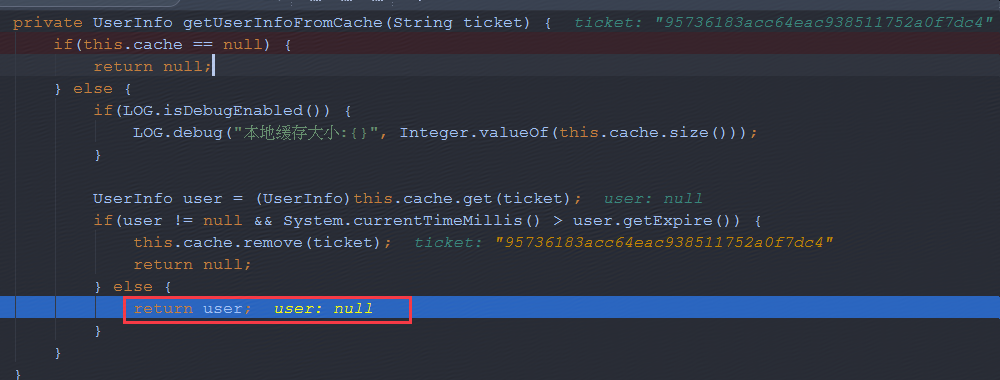 private UserInfo getUserInfoFromCache(String ticket) {  ticket: "95736183acc64eac938511752a0f7dc4"
if(this.cache == null) {
return null;
} else {
if(LOG.isDebugEnabled()) {
LOG.debug("本地缓存大小:{}", Integer.valueOf(this.cache.size()));
}
UserInfo user = (UserInfo)this.cache.get(ticket);  user: null
if(user != null && System.currentTimeMillis() > user.getExpire()) {
this.cache.remove(ticket);  ticket: "95736183acc64eac938511752a0f7dc4"
return null;
} else {
return user;  user: null
}
}
}